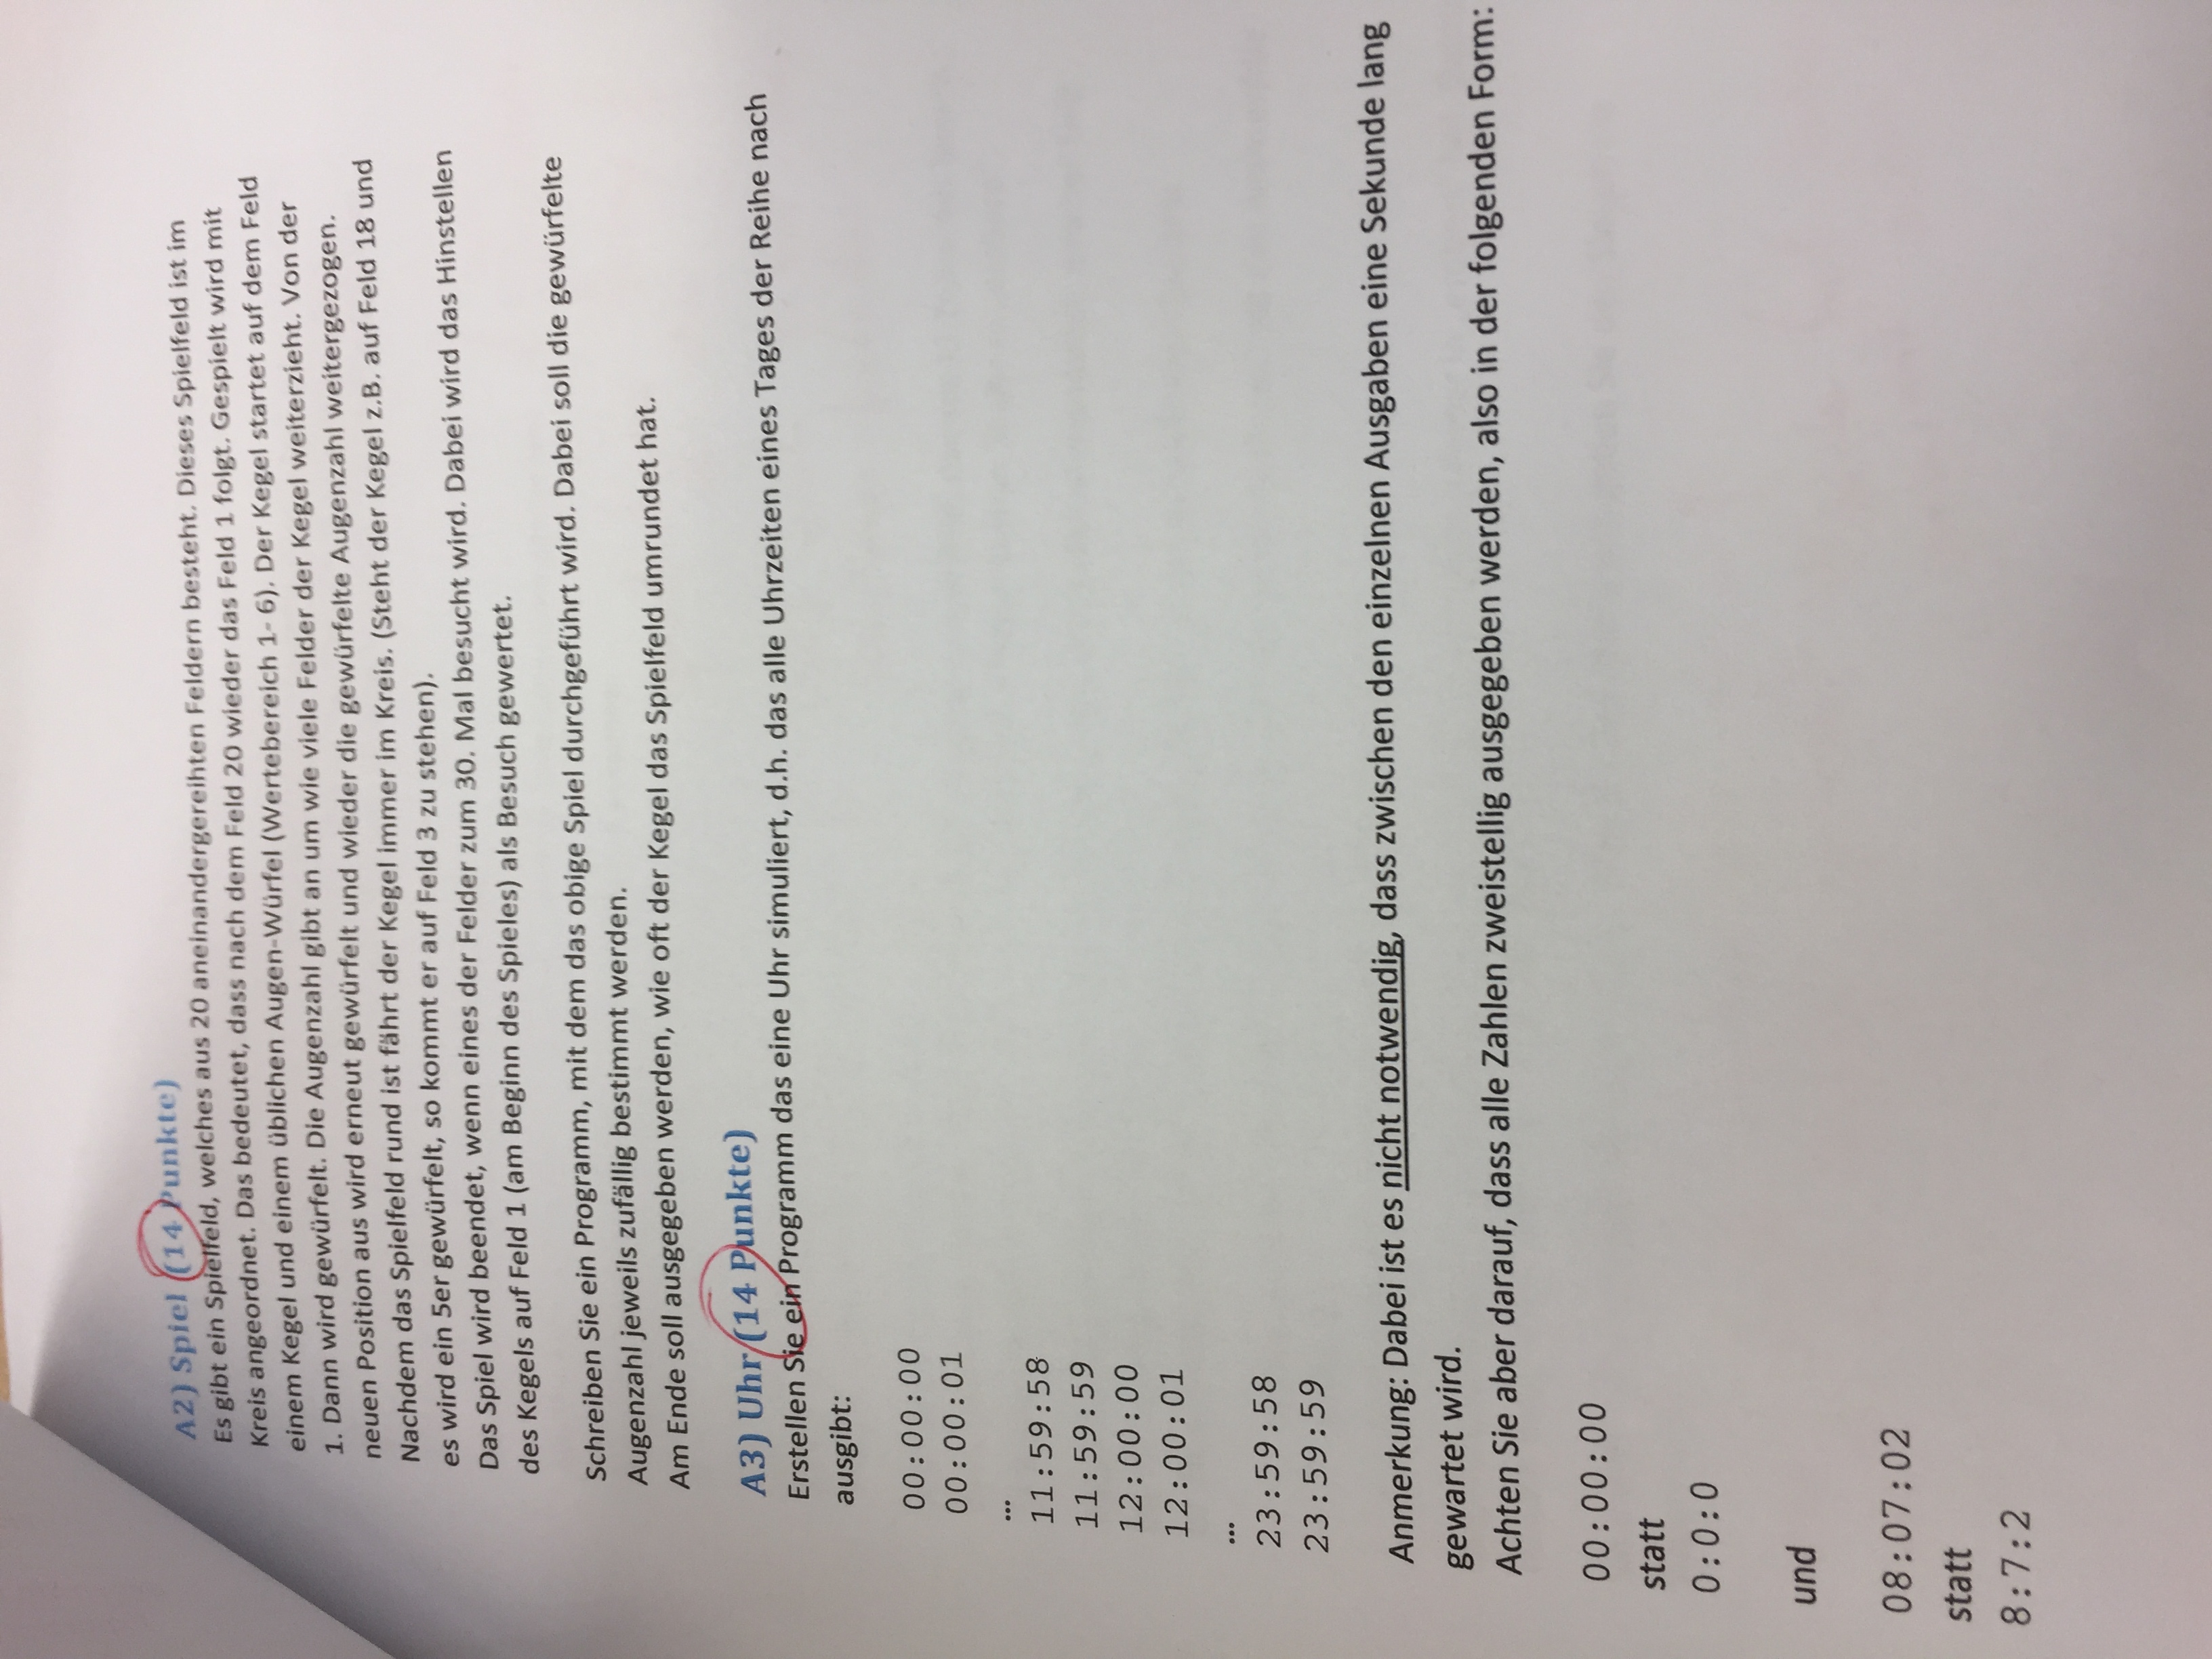 A2) Spiel (14 Punkte)
Es gibt ein Spielfeld, welches aus 20 aneinandergereihten Feldern besteht. Dieses Spielfeld ist im
Kreis angeordnet. Das bedeutet, dass nach dem Feld 20 wieder das Feld 1 folgt. Gespielt wird mit
einem Kegel und einem üblichen Augen-Würfel (Wertebereich 1- 6). Der Kegel startet auf dem Feld
1. Dann wird gewürfelt. Die Augenzahl gibt an um wie viele Felder der Kegel weiterzieht. Von der
neuen Position aus wird erneut gewürfelt und wieder die gewürfelte Augenzahl weitergezogen.
Nachdem das Spielfeld rund ist fährt der Kegel immer im Kreis. (Steht der Kegel z.B. auf Feld 18 und
es wird ein 5er gewürfelt, so kommt er auf Feld 3 zu stehen).
Das Spiel wird beendet, wenn eines der Felder zum 30. Mal besucht wird. Dabei wird das Hinstellen
des Kegels auf Feld 1 (am Beginn des Spieles) als Besuch gewertet.
Schreiben Sie ein Programm, mit dem das obige Spiel durchgeführt wird. Dabei soll die gewürfelte
Augenzahl jeweils zufällig bestimmt werden.
Am Ende soll ausgegeben werden, wie oft der Kegel das Spielfeld umrundet hat.
A3) Uhr (14 Punkte)
Erstellen Sie ein Programm das eine Uhr simuliert, d.h. das alle Uhrzeiten eines Tages der Reihe nach
ausgibt:
00:00:00
00:00:01
...
11:59:58
11:59:59
12:00:00
12:00:01
...
23:59:58
23:59:59
Anmerkung: Dabei ist es nicht notwendig, dass zwischen den einzelnen Ausgaben eine Sekunde lang
gewartet wird.
Achten Sie aber darauf, dass alle Zahlen zweistellig ausgegeben werden, also in der folgenden Form:
00:00:00
statt
0:0:0
und
08:07:02
statt
8:7:2